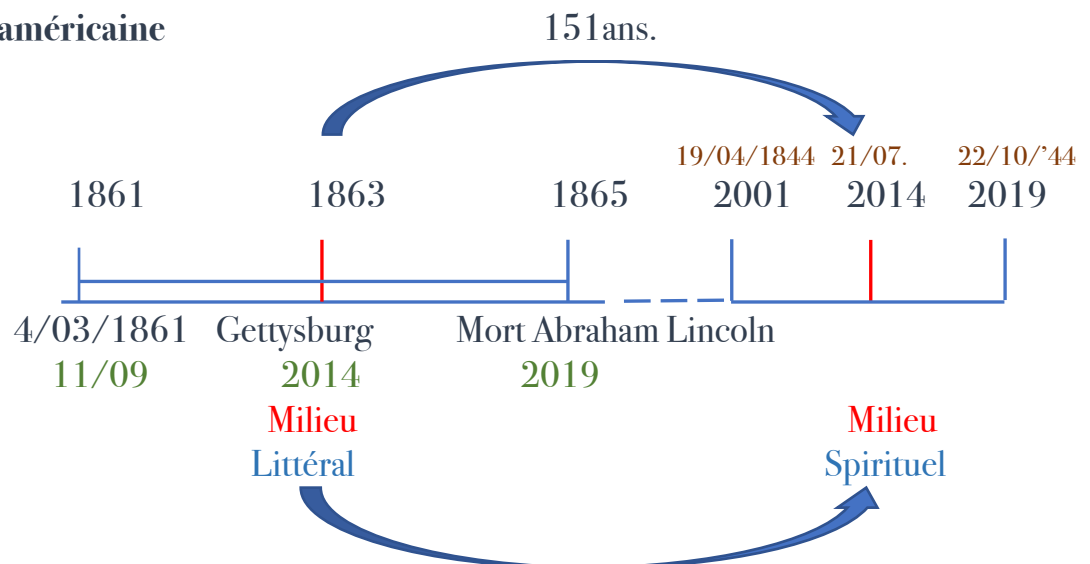 américaine 151ans.
19/04/1844 21/07. 22/10/'44
1861 1863 1865 2001 2014 2019
4/03/1861 Gettysburg Mort Abraham Lincoln
11/09 2014 2019
Milieu Milieu
Littéral Spirituel